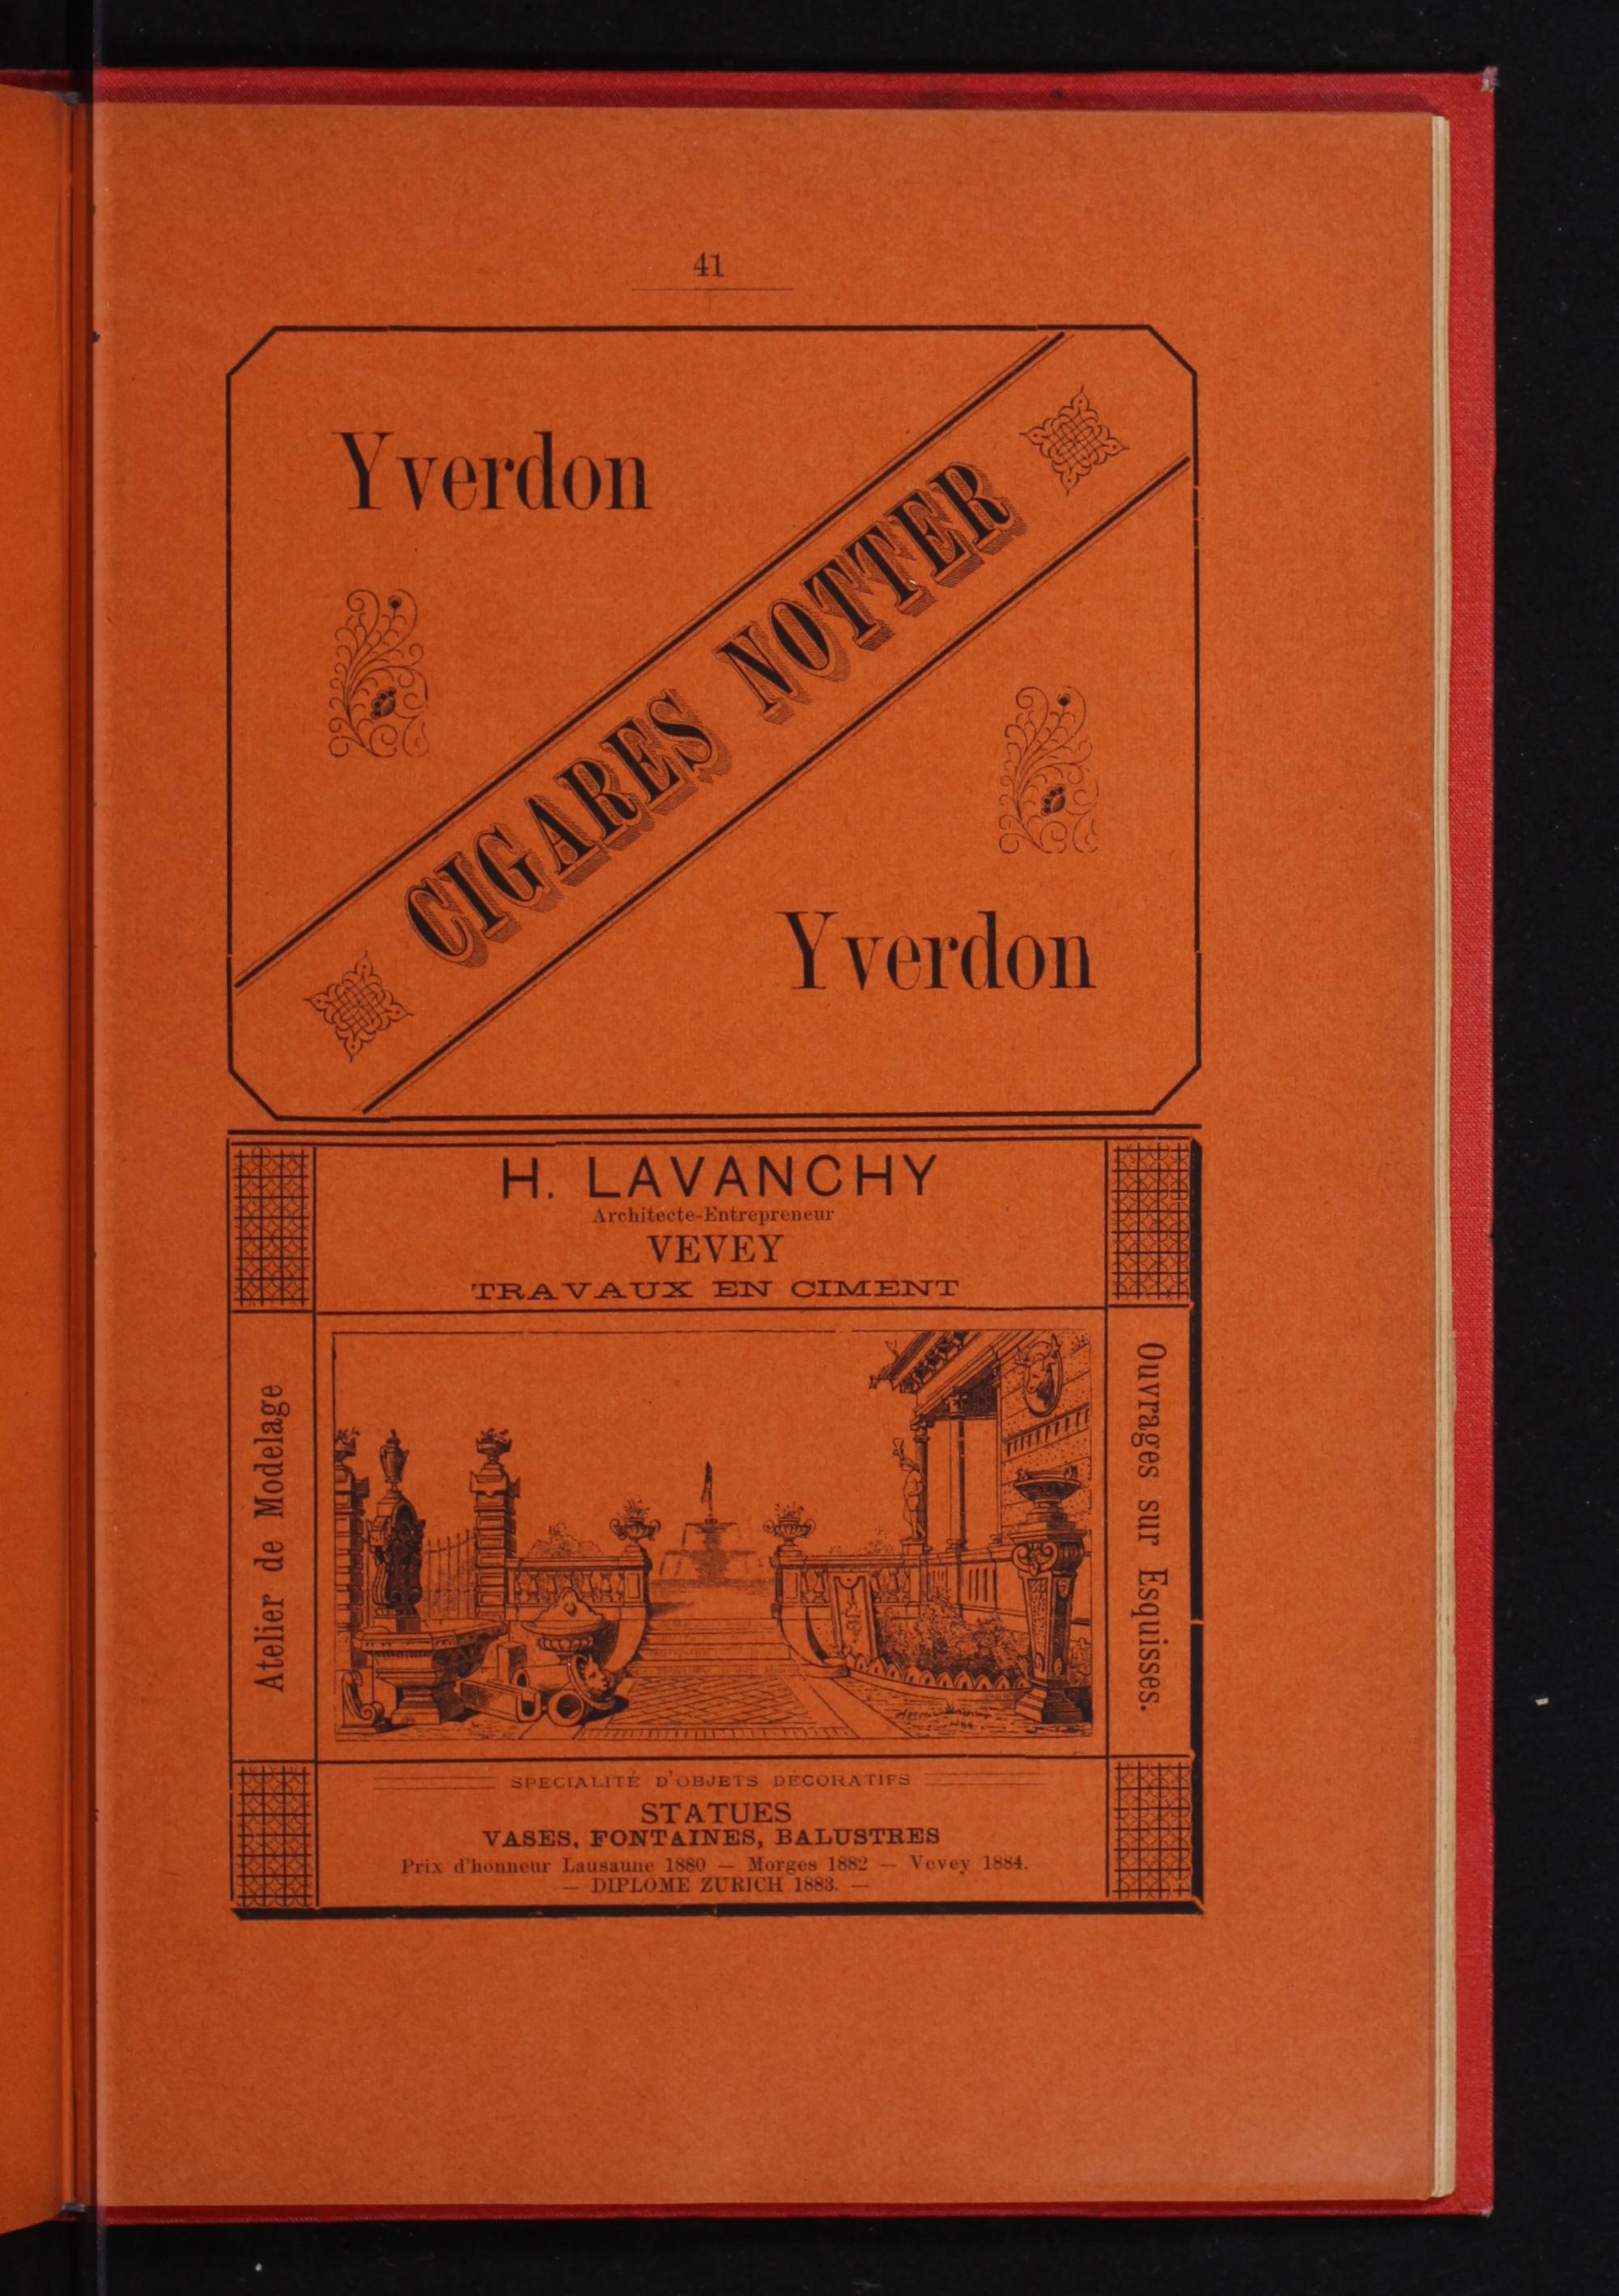 41
Yverdon
CIGARES NOTTER
Yverdon
H. LAVANCHY
Architecte-Entrepreneur
VEVEY
TRAVAUX EN CIMENT
Atelier de Modelage
Ouvrages sur Esquisses.
SPECIALITÉ D'OBJETS DÉCORATIFS
STATUES
VASES, FONTAINES, BALUSTRES
Prix d'honneur Lausanne 1880 — Morges 1882 — Vevey 1884.
— DIPLOME ZURICH 1883. —